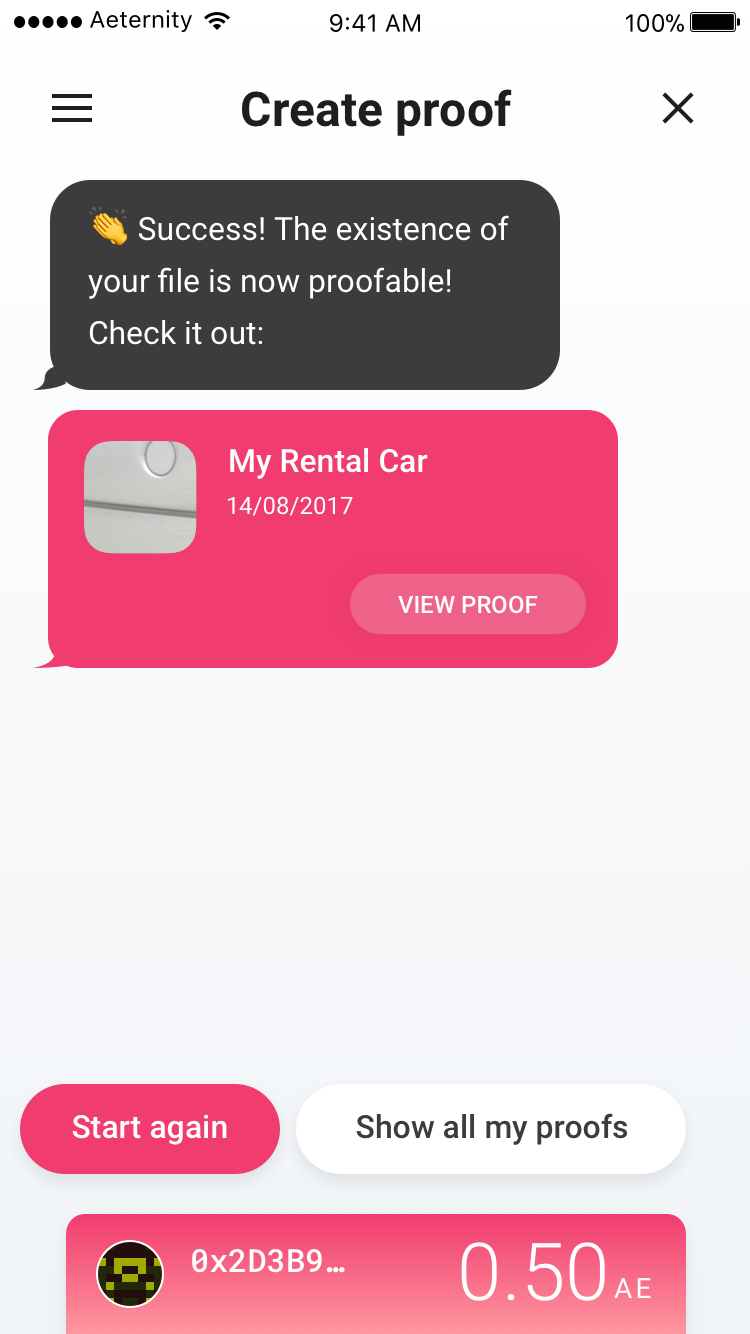 Aeternity 9:41 AM 100%
Create proof
👏 Success! The existence of
your file is now proofable!
Check it out:
My Rental Car
14/08/2017
VIEW PROOF
Start again Show all my proofs
0x2D3B9… 0.50 AE